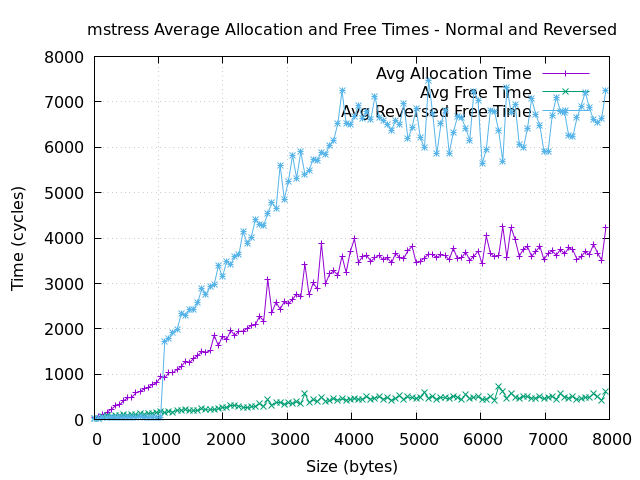 mstress Average Allocation and Free Times - Normal and Reversed
8000
7000
6000
5000
4000
3000
2000
1000
0
Time (cycles)
Avg Allocation Time
Avg Free Time
Avg Reversed Free Time
0 1000 2000 3000 4000 5000 6000 7000 8000
Size (bytes)